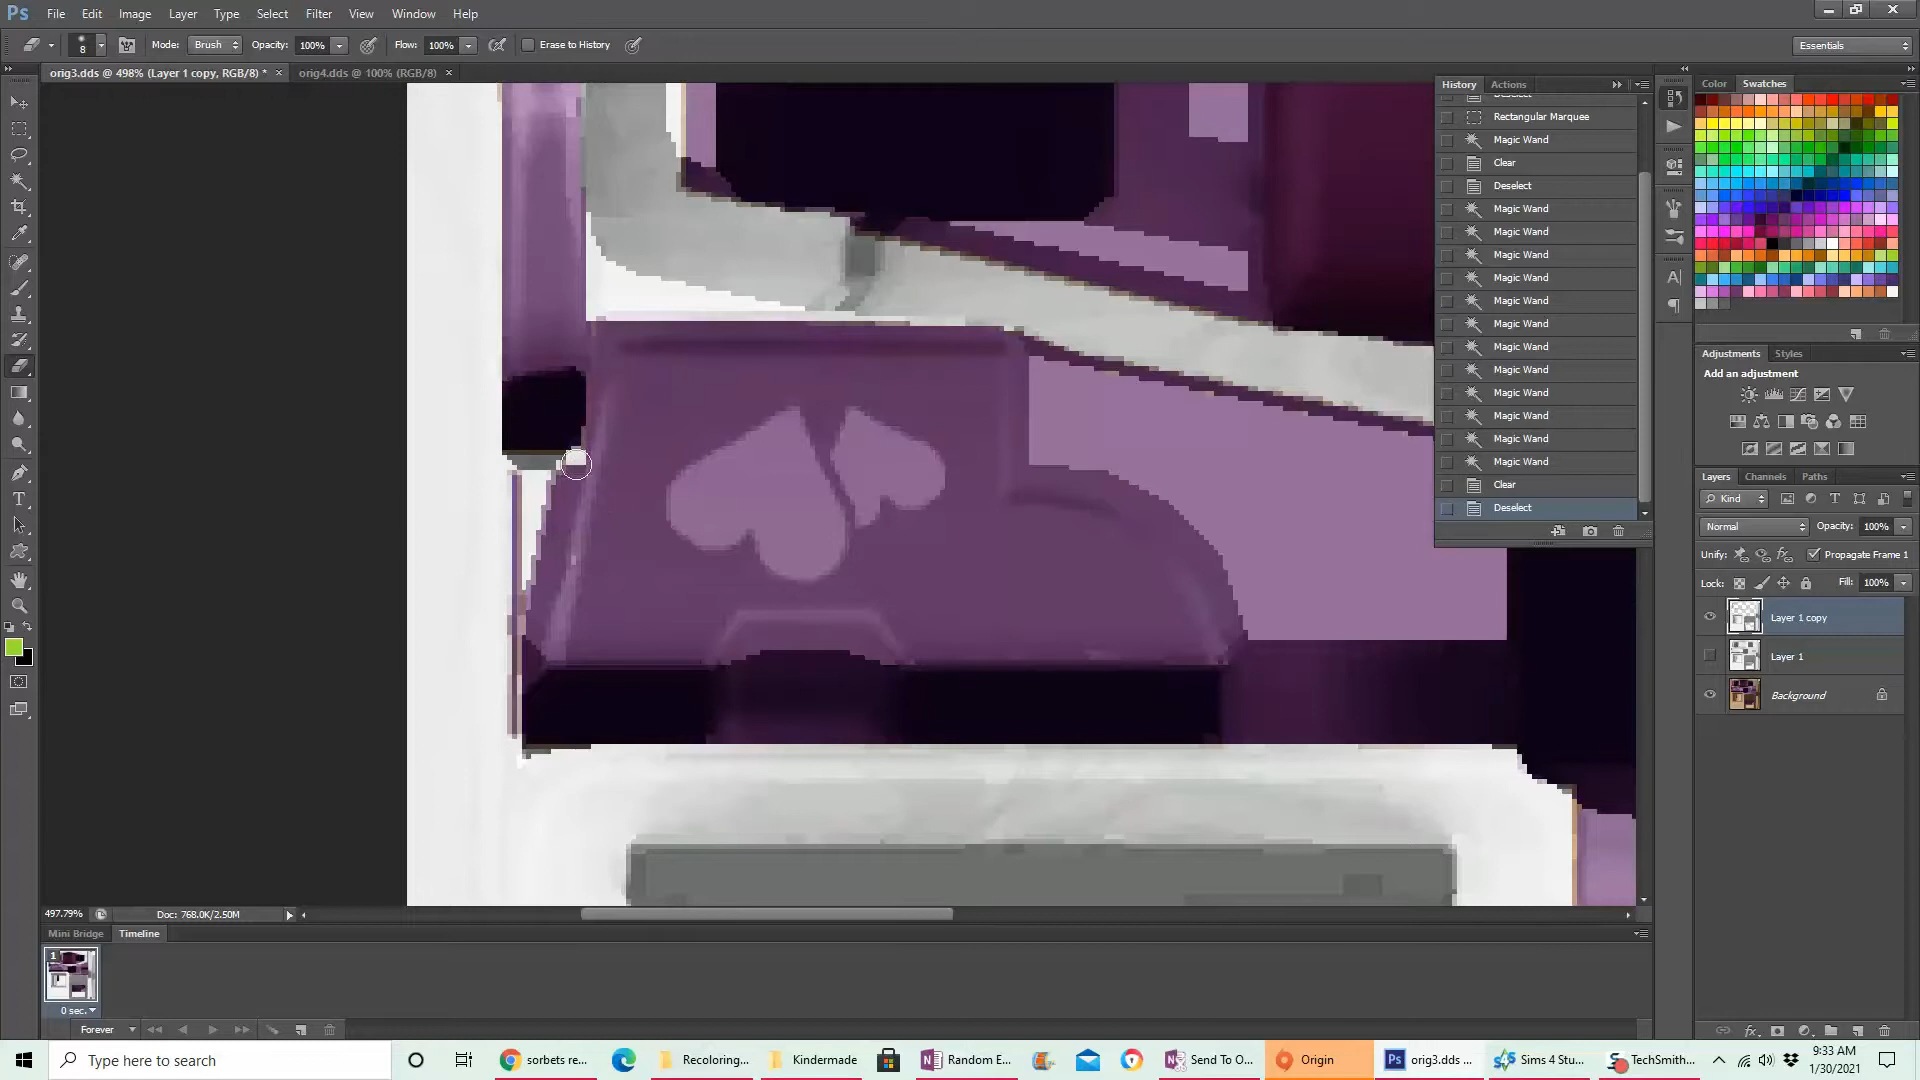 Ps File Edit Image Layer Type Select Filter View Window Help
8 Mode: Brush Opacity: 100% Flow: 100% Erase to History Essentials
orig3.dds @ 498% (Layer 1 copy, RGB/8) * × orig4.dds @ 100% (RGB/8) ×
History Actions
Deselect
Rectangular Marquee
Magic Wand
Clear
Deselect
Magic Wand
Magic Wand
Magic Wand
Magic Wand
Magic Wand
Magic Wand
Magic Wand
Magic Wand
Magic Wand
Magic Wand
Magic Wand
Magic Wand
Clear
Deselect
Color Swatches
Adjustments Styles
Add an adjustment
Layers Channels Paths
Kind
Normal Opacity: 100%
Unify: Propagate Frame 1
Lock: Fill: 100%
Layer 1 copy
Layer 1
Background
497.79% Doc: 768.0K/2.50M
Mini Bridge Timeline
1
0 sec.
Forever
Type here to search
sorbets re...
Recoloring...
Kindermade
Random E...
Send To O...
Origin
orig3.dds ...
Sims 4 Stu...
TechSmith...
9:33 AM
1/30/2021